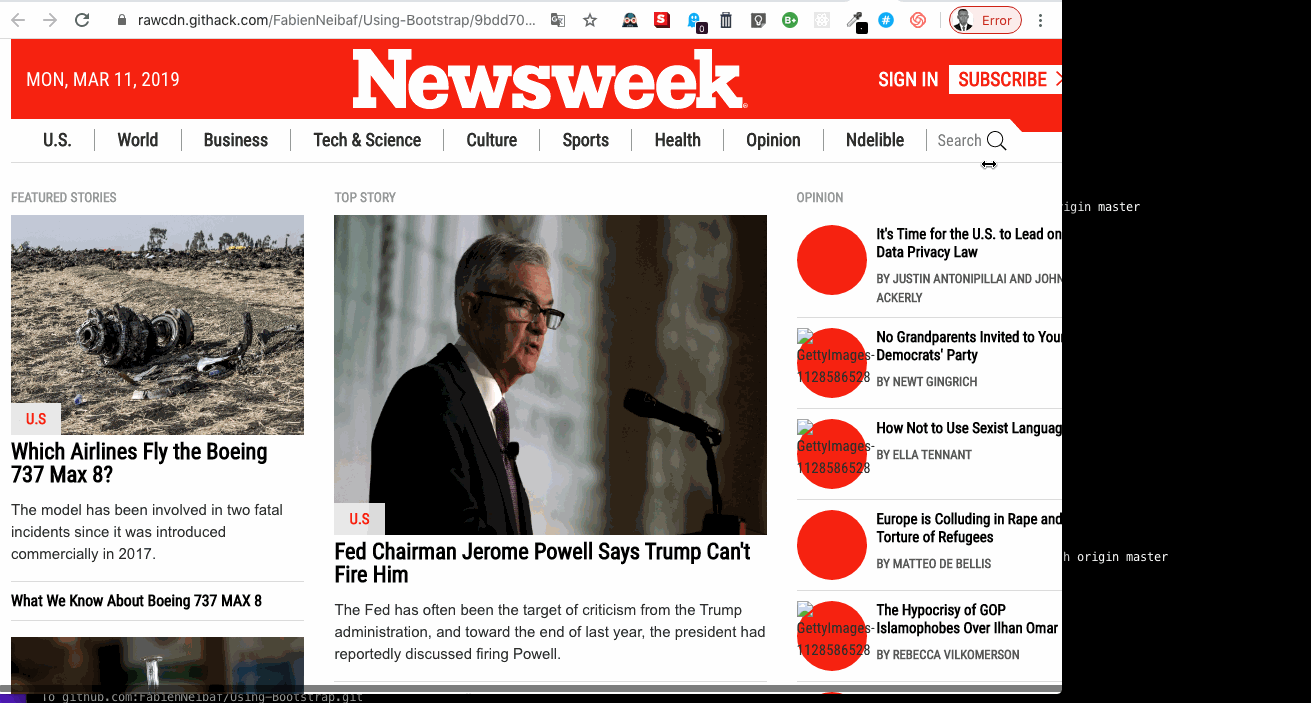 rawcdn.githack.com/FabienNeibaf/Using-Bootstrap/9bdd70...
S
0
B+
#
Error
MON, MAR 11, 2019
Newsweek
SIGN IN
SUBSCRIBE
U.S.
World
Business
Tech & Science
Culture
Sports
Health
Opinion
Ndelible
Search
FEATURED STORIES
U.S
Which Airlines Fly the Boeing
737 Max 8?
The model has been involved in two fatal
incidents since it was introduced
commercially in 2017.
What We Know About Boeing 737 MAX 8
TOP STORY
U.S
Fed Chairman Jerome Powell Says Trump Can't
Fire Him
The Fed has often been the target of criticism from the Trump
administration, and toward the end of last year, the president had
reportedly discussed firing Powell.
OPINION
It's Time for the U.S. to Lead on
Data Privacy Law
BY JUSTIN ANTONIPILLAI AND JOHN
ACKERLY
GettyImages-
1128586528
No Grandparents Invited to Your
Democrats' Party
BY NEWT GINGRICH
GettyImages-
1128586528
How Not to Use Sexist Languag
BY ELLA TENNANT
Europe is Colluding in Rape and
Torture of Refugees
BY MATTEO DE BELLIS
GettyImages-
1128586528
The Hypocrisy of GOP
Islamophobes Over Ilhan Omar
BY REBECCA VILKOMERSON
igin master
h origin master
To github.com:FabienNeibaf/Using-Bootstrap.git